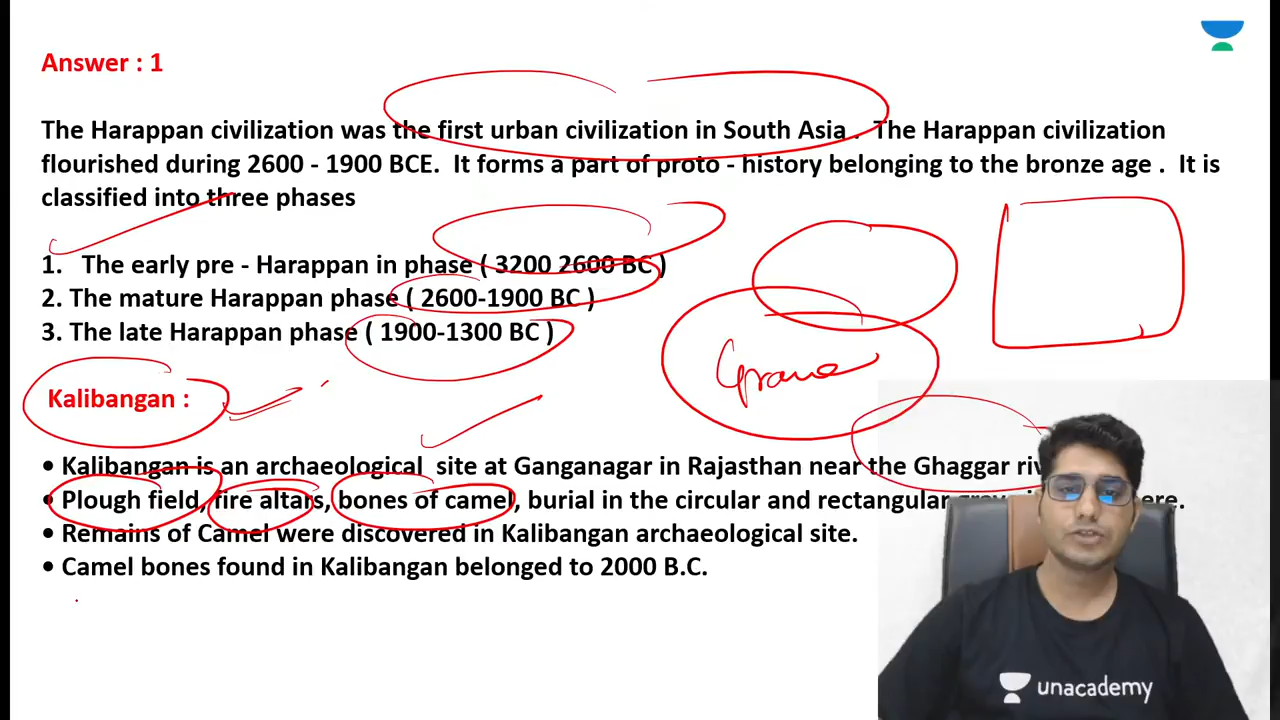 Answer : 1
The Harappan civilization was the first urban civilization in South Asia . The Harappan civilization
flourished during 2600 - 1900 BCE. It forms a part of proto - history belonging to the bronze age . It is
classified into three phases
1. The early pre - Harappan in phase ( 3200 2600 BC )
2. The mature Harappan phase ( 2600-1900 BC )
3. The late Harappan phase ( 1900-1300 BC )
Grave
Kalibangan :
• Kalibangan is an archaeological site at Ganganagar in Rajasthan near the Ghaggar
• Plough field, fire altars, bones of camel, burial in the circular and rectangular
• Remains of Camel were discovered in Kalibangan archaeological site.
• Camel bones found in Kalibangan belonged to 2000 B.C.
unacademy